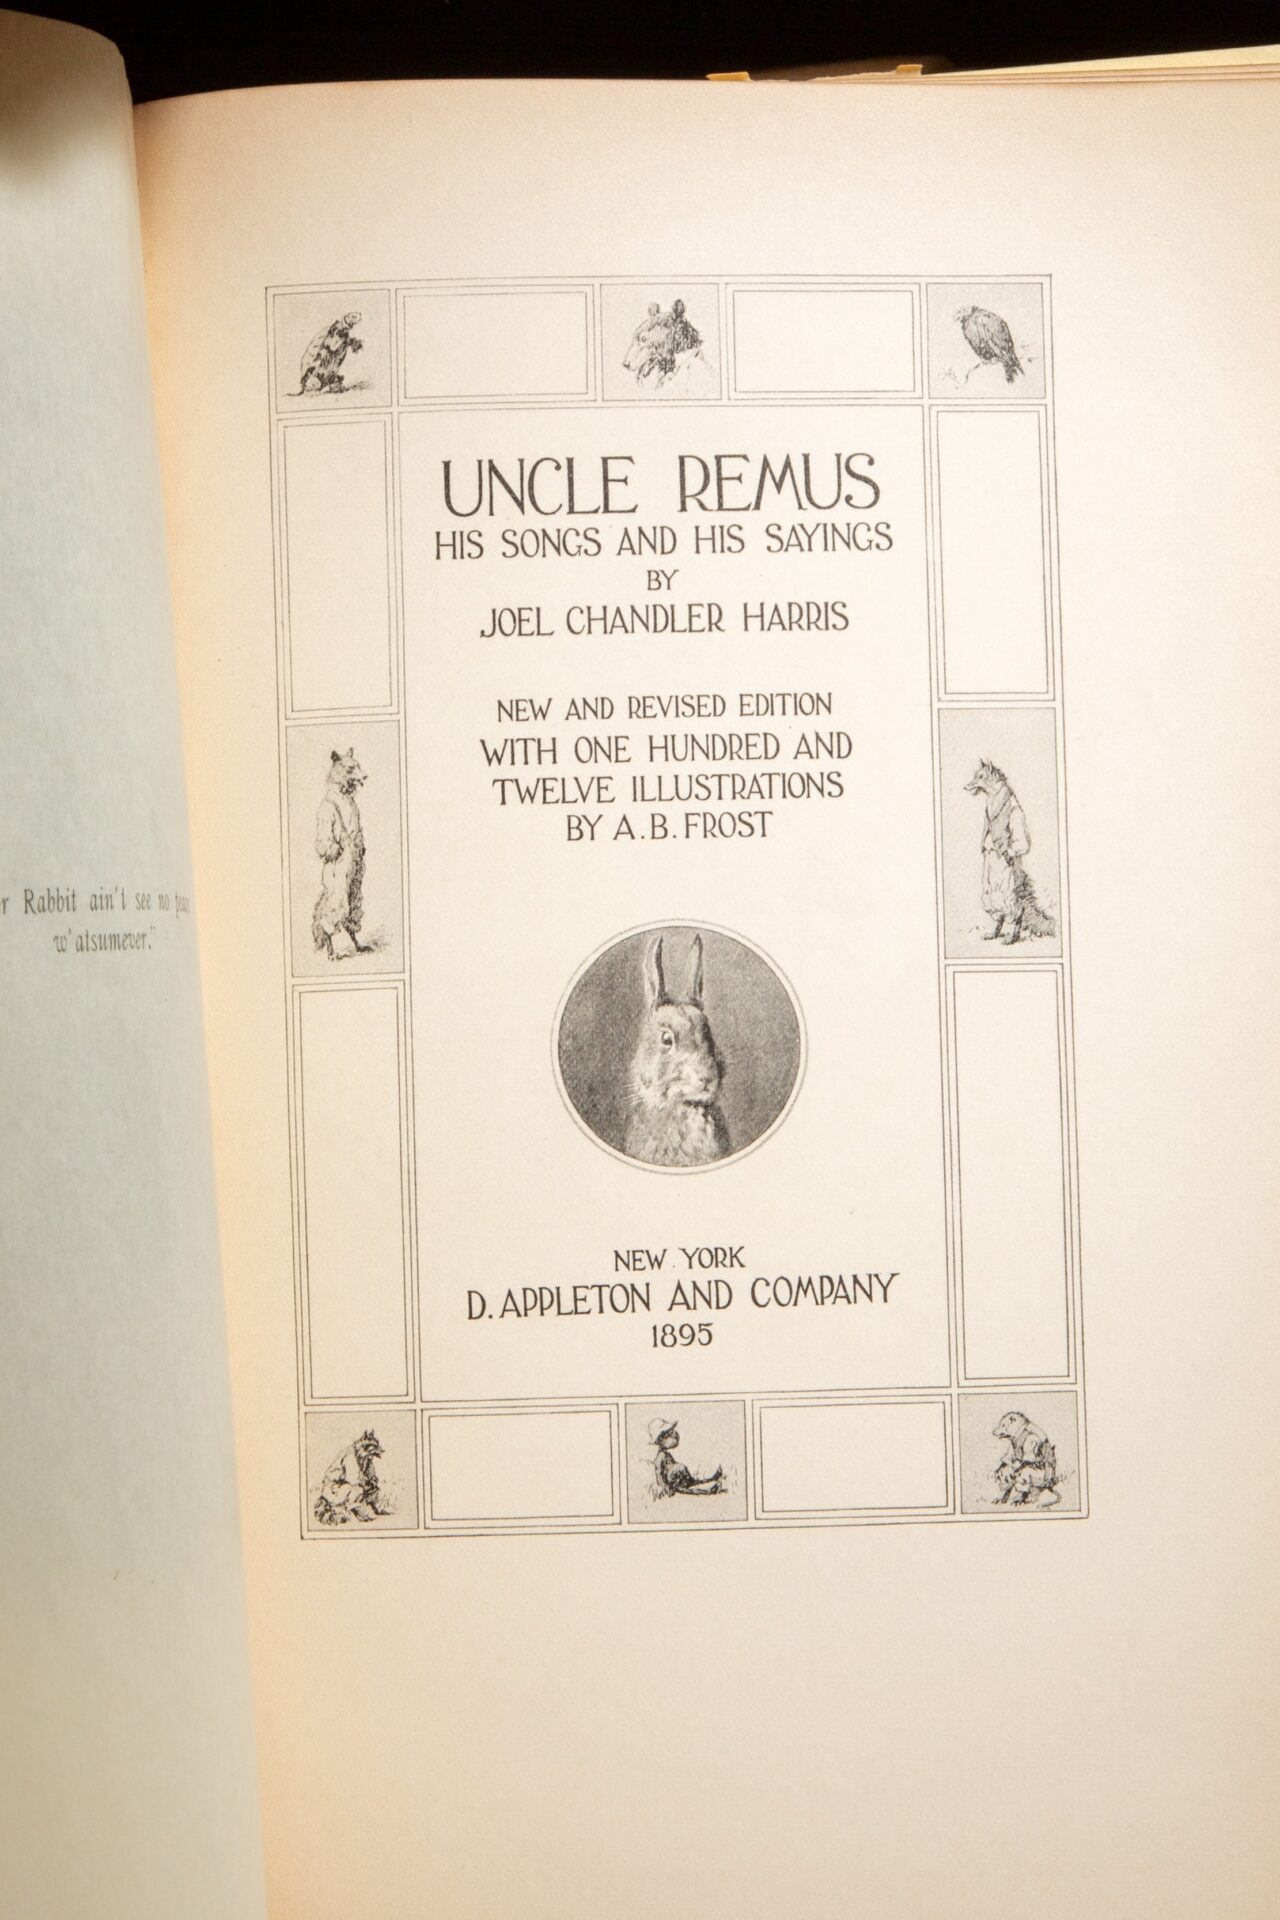 r Rabbit ain't see no
w'atsumever."
UNCLE REMUS
HIS SONGS AND HIS SAYINGS
BY
JOEL CHANDLER HARRIS
NEW AND REVISED EDITION
WITH ONE HUNDRED AND
TWELVE ILLUSTRATIONS
BY A.B. FROST
NEW YORK
D. APPLETON AND COMPANY
1895